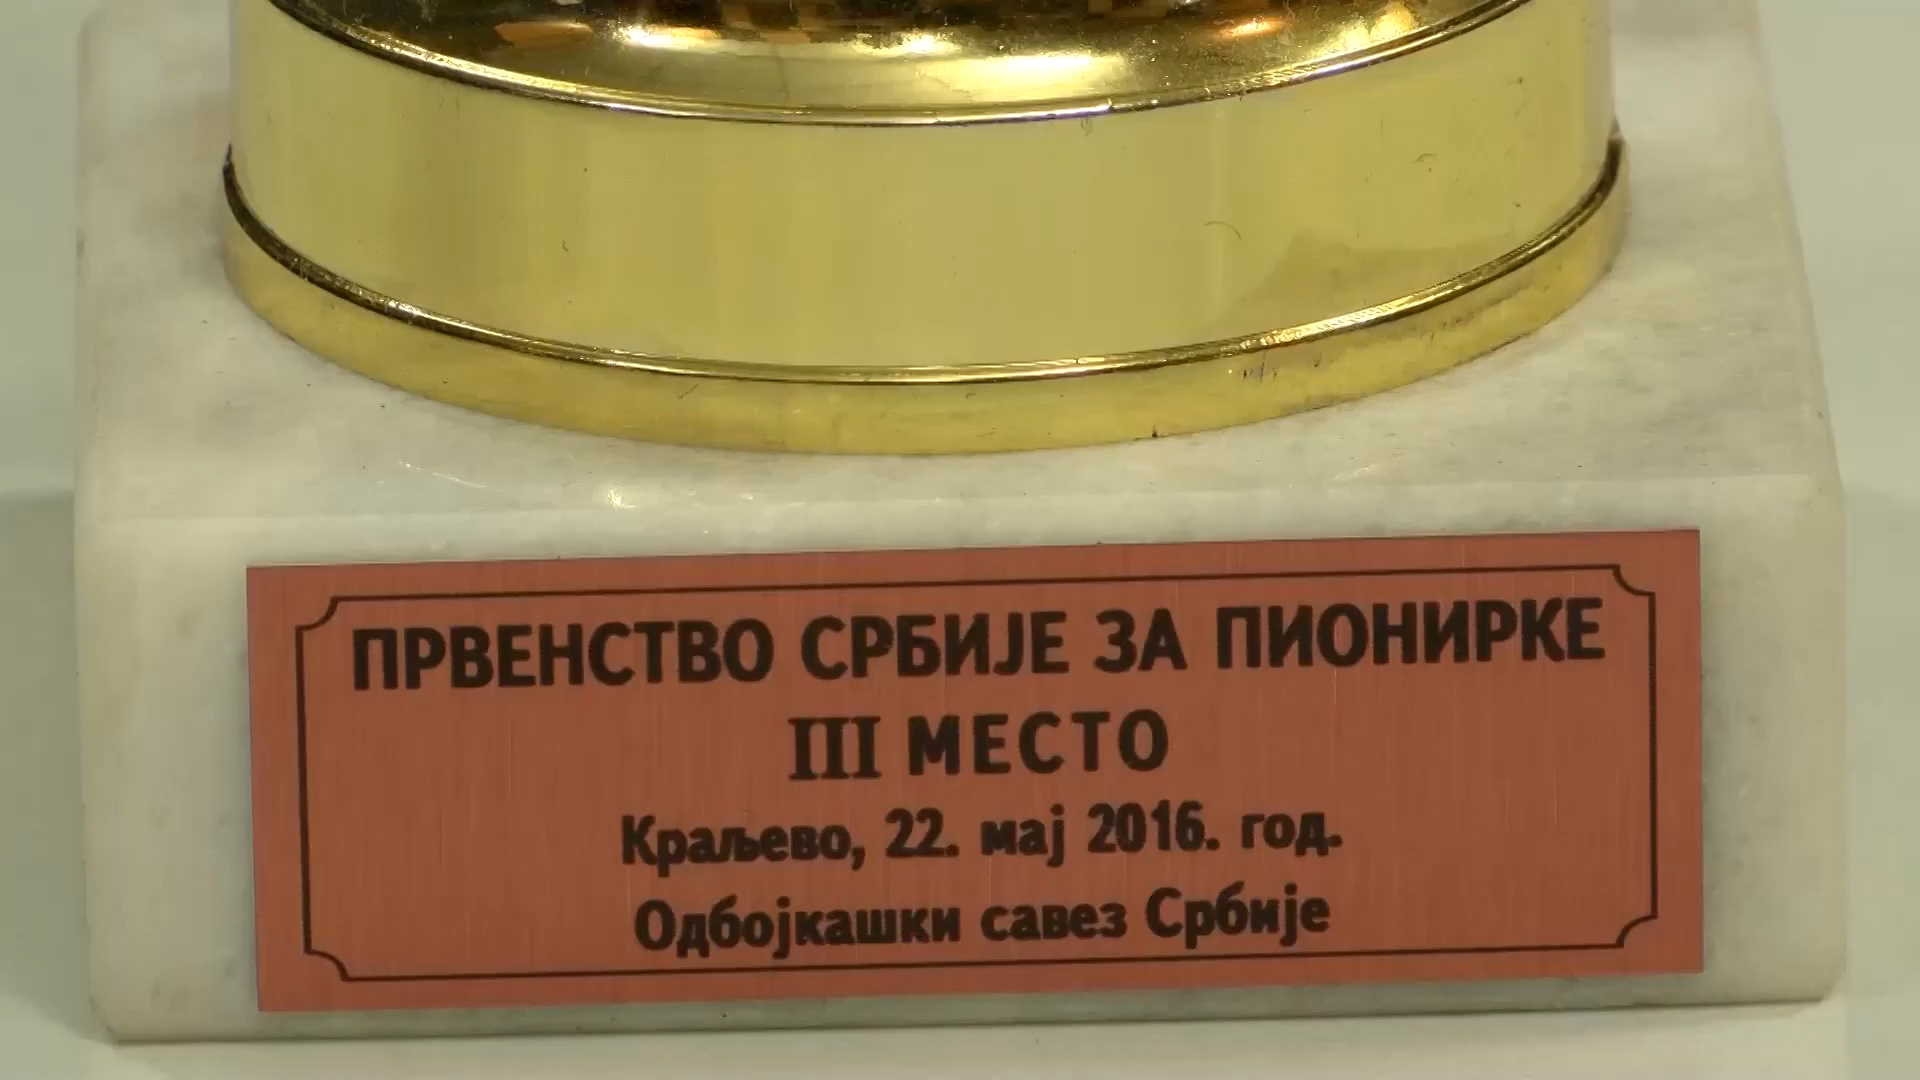 ПРВЕНСТВО СРБИЈЕ ЗА ПИОНИРКЕ
III МЕСТО
Краљево, 22. мај 2016. год.
Одбојкашки савез Србије